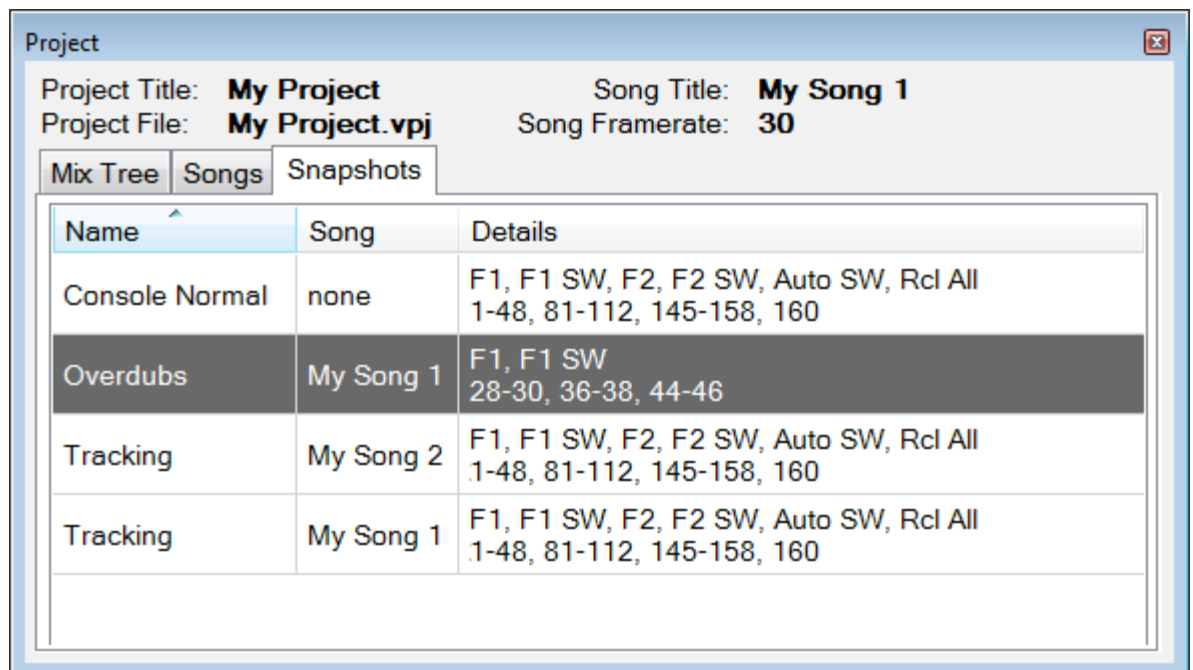 Project
Project Title: My Project Song Title: My Song 1
Project File: My Project.vpj Song Framerate: 30
Mix Tree Songs Snapshots
Name Song Details
Console Normal none F1, F1 SW, F2, F2 SW, Auto SW, Rcl All
1-48, 81-112, 145-158, 160
Overdubs My Song 1 F1, F1 SW
28-30, 36-38, 44-46
Tracking My Song 2 F1, F1 SW, F2, F2 SW, Auto SW, Rcl All
1-48, 81-112, 145-158, 160
Tracking My Song 1 F1, F1 SW, F2, F2 SW, Auto SW, Rcl All
1-48, 81-112, 145-158, 160